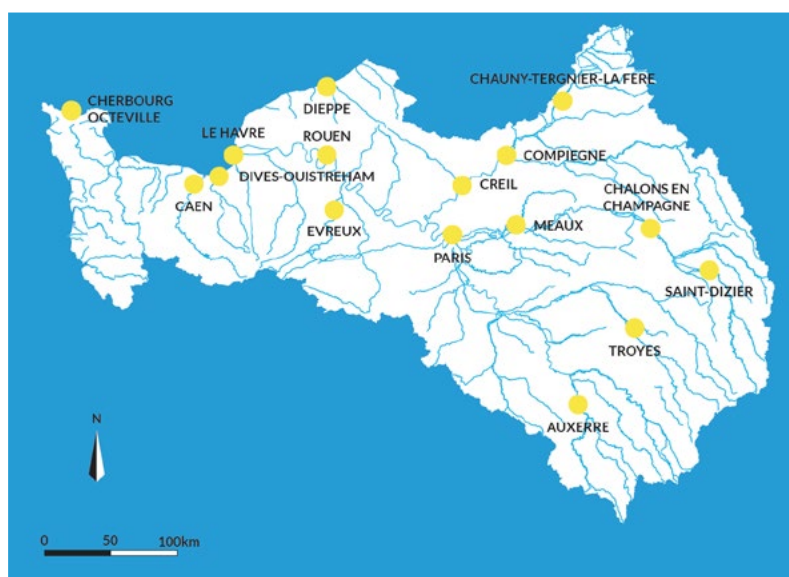 CHAUNY-TERGNIER-LA FERE
CHERBOURG
OCTEVILLE
DIEPPE
LE HAVRE
ROUEN
COMPIEGNE
DIVES-OUISTREHAM
CREIL
CHALONS EN
CHAMPAGNE
CAEN
EVREUX
MEAUX
PARIS
SAINT-DIZIER
TROYES
AUXERRE
N
0 50 100km